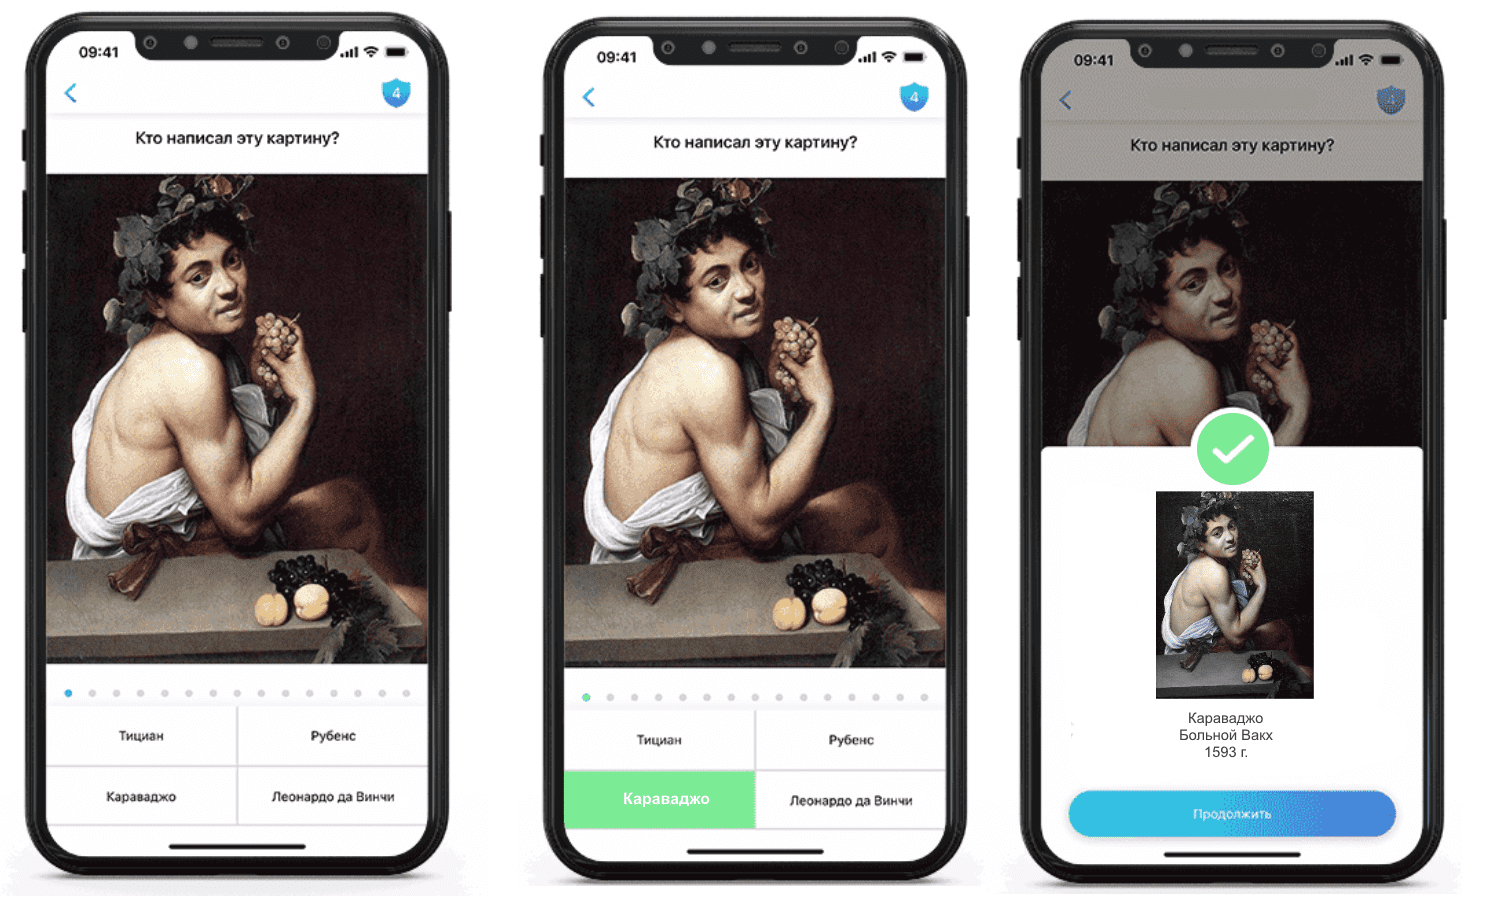 09:41
4
Кто написал эту картину?
Тициан
Рубенс
Караваджо
Леонардо да Винчи
09:41
4
Кто написал эту картину?
Тициан
Рубенс
Караваджо
Леонардо да Винчи
09:41
4
Кто написал эту картину?
Караваджо
Больной Вакх
1593 г.
Продолжить